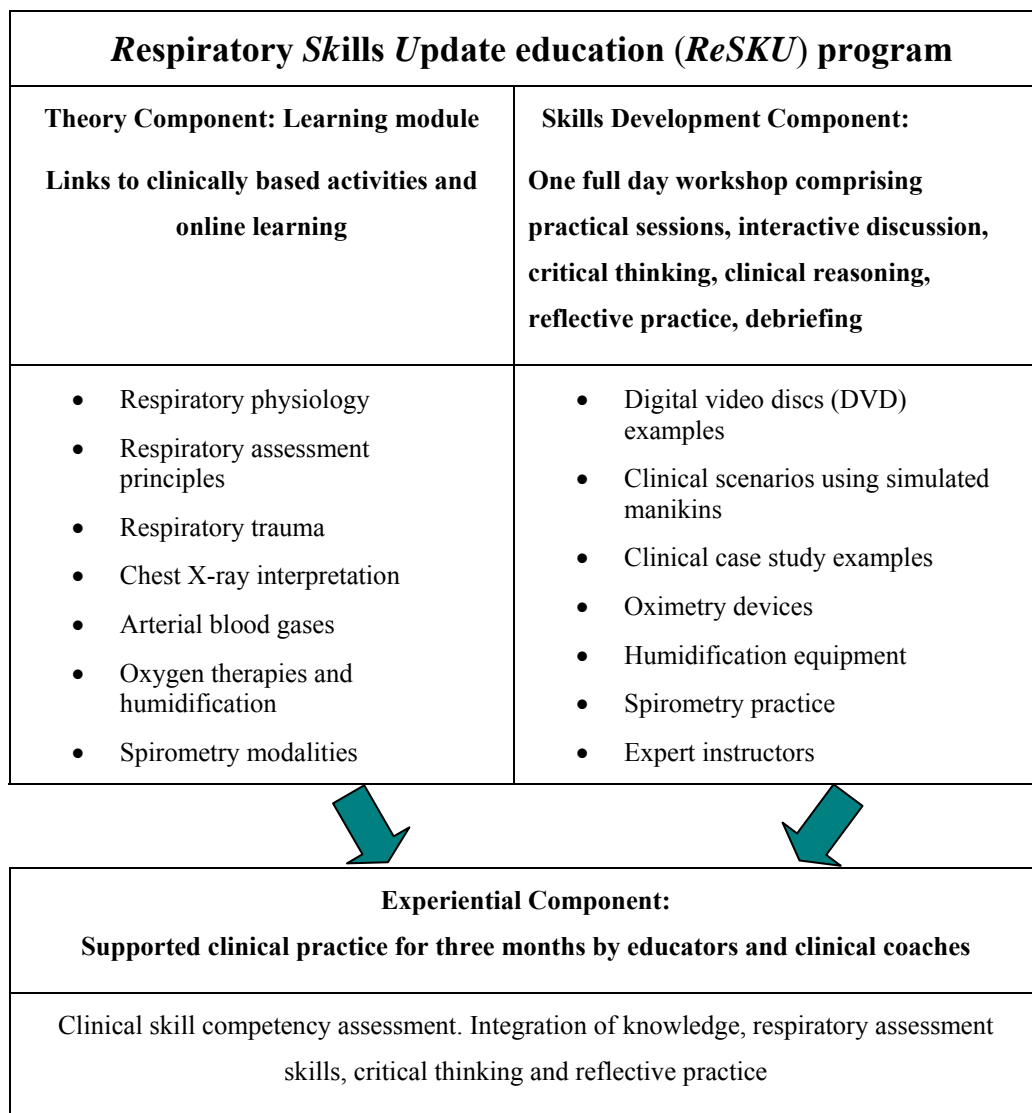 Respiratory Skills Update education (ReSKU) program
Theory Component: Learning module
Links to clinically based activities and
online learning
Skills Development Component:
One full day workshop comprising
practical sessions, interactive discussion,
critical thinking, clinical reasoning,
reflective practice, debriefing
• Respiratory physiology
• Respiratory assessment
principles
• Respiratory trauma
• Chest X-ray interpretation
• Arterial blood gases
• Oxygen therapies and
humidification
• Spirometry modalities
• Digital video discs (DVD)
examples
• Clinical scenarios using simulated
manikins
• Clinical case study examples
• Oximetry devices
• Humidification equipment
• Spirometry practice
• Expert instructors
Experiential Component:
Supported clinical practice for three months by educators and clinical coaches
Clinical skill competency assessment. Integration of knowledge, respiratory assessment
skills, critical thinking and reflective practice